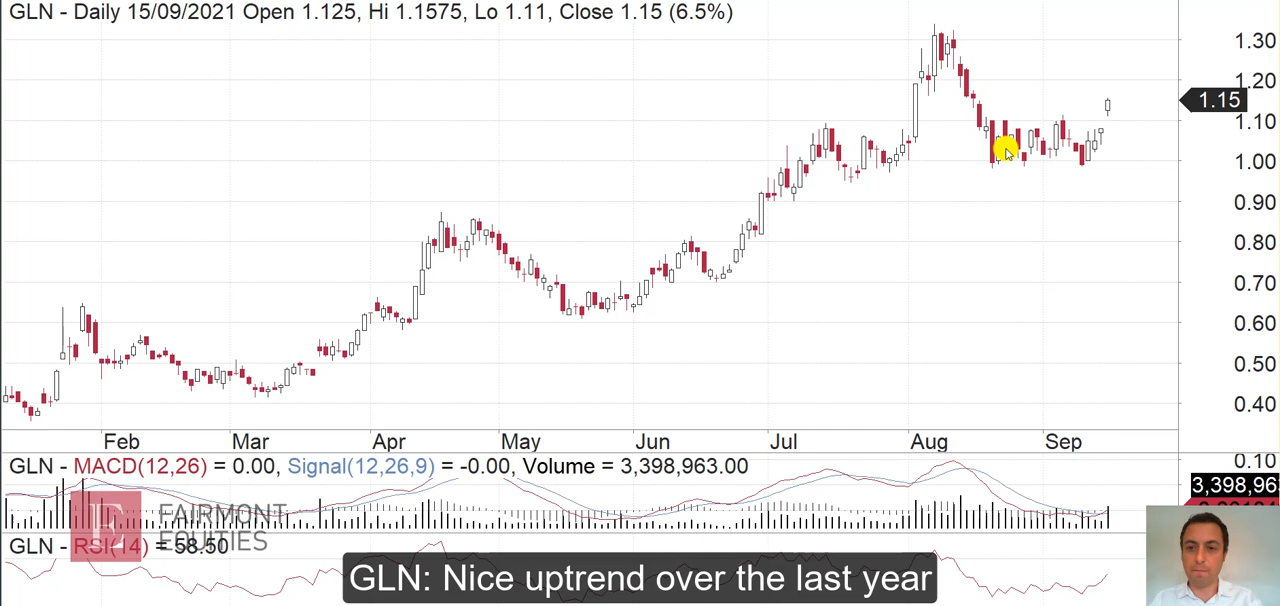 GLN - Daily 15/09/2021 Open 1.125, Hi 1.1575, Lo 1.11, Close 1.15 (6.5%)
1.30
1.20
1.15
1.10
1.00
0.90
0.80
0.70
0.60
0.50
0.40
Feb Mar Apr May Jun Jul Aug Sep
GLN - MACD(12,26) = 0.00, Signal(12,26,9) = -0.00, Volume = 3,398,963.00
0.10
3,398,963
E FAIRMONT
EQUITIES
GLN - RSI(14) = 58.50
GLN: Nice uptrend over the last year